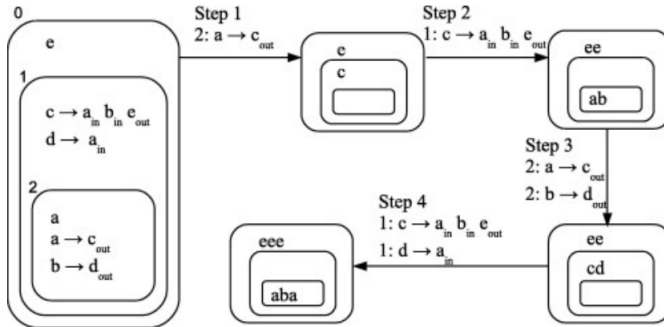 0
e
1
c → a_in b_in e_out
d → a_in
2
a
a → c_out
b → d_out
Step 1
2: a → c_out
e
c
Step 2
1: c → a_in b_in e_out
ee
ab
Step 3
2: a → c_out
2: b → d_out
ee
cd
Step 4
1: c → a_in b_in e_out
1: d → a_in
eee
aba